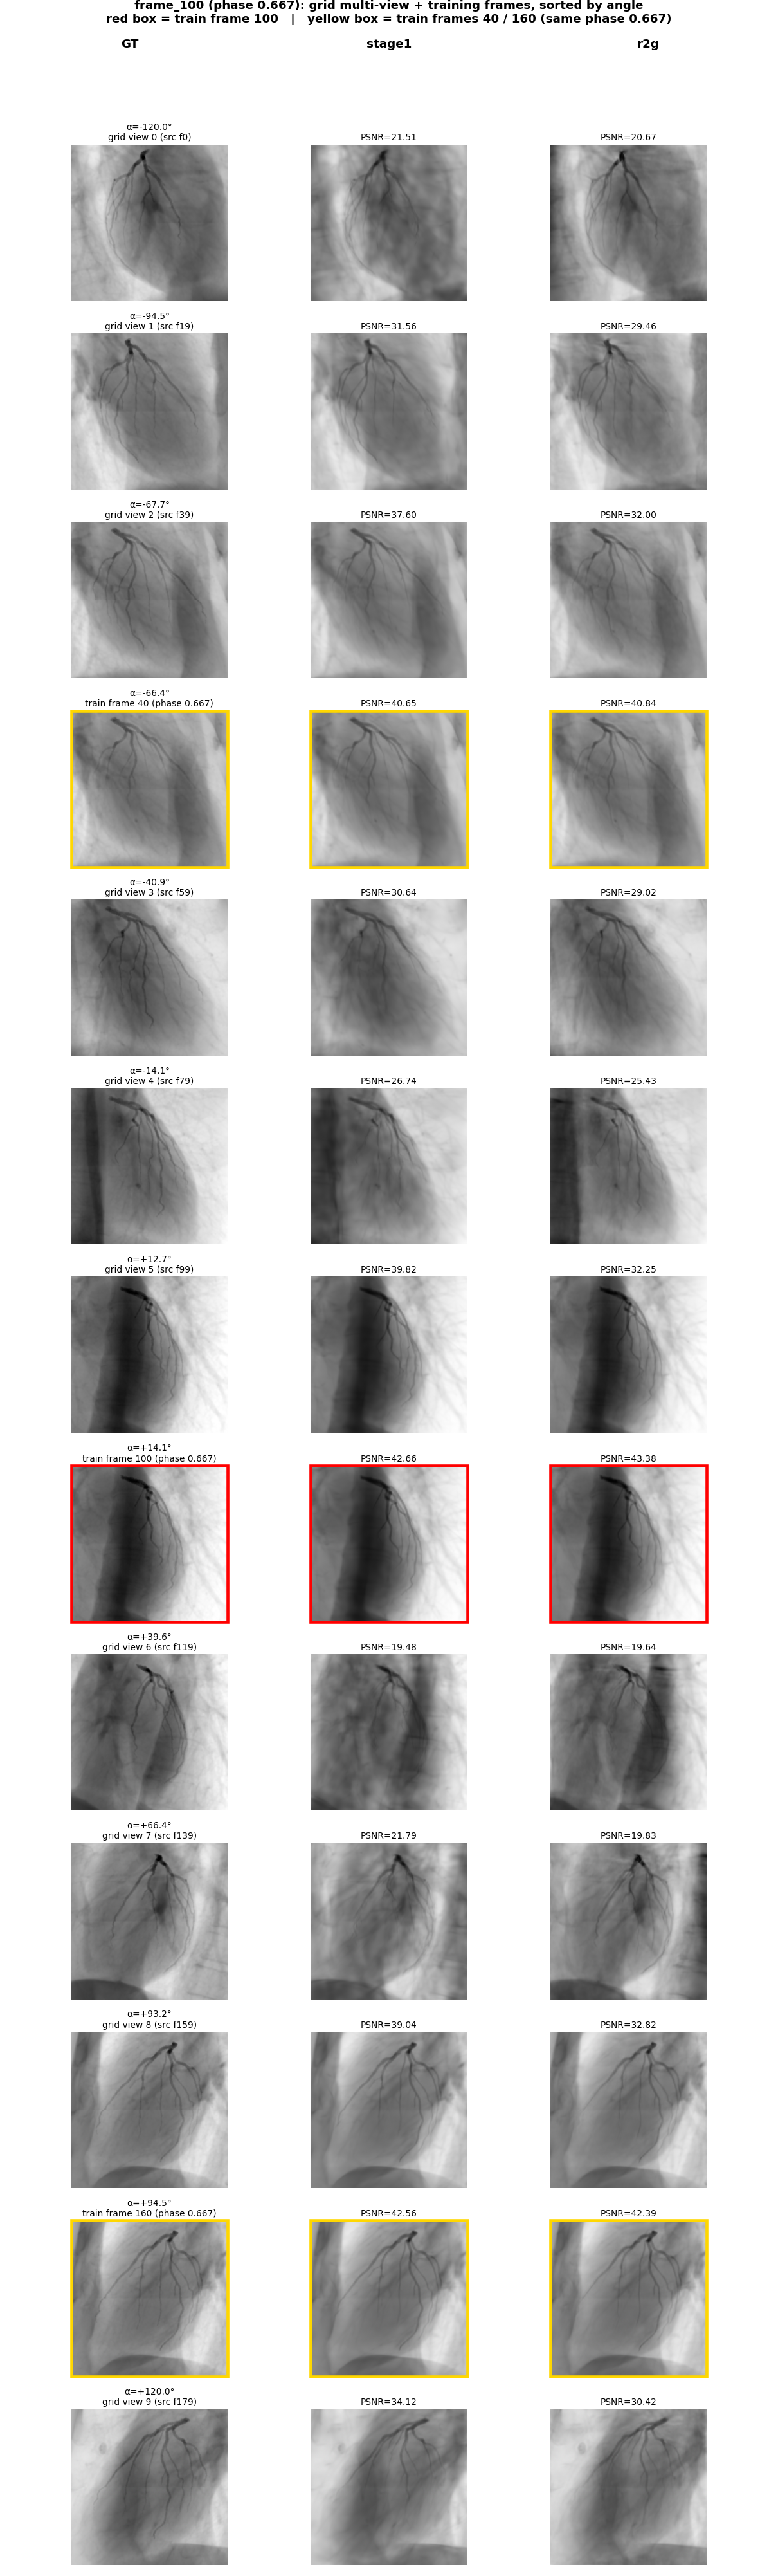 frame_100 (phase 0.667): grid multi-view + training frames, sorted by angle
red box = train frame 100   |   yellow box = train frames 40 / 160 (same phase 0.667)
GT
stage1
r2g
α=-120.0°
grid view 0 (src f0)
PSNR=21.51
PSNR=20.67
α=-94.5°
grid view 1 (src f19)
PSNR=31.56
PSNR=29.46
α=-67.7°
grid view 2 (src f39)
PSNR=37.60
PSNR=32.00
α=-66.4°
train frame 40 (phase 0.667)
PSNR=40.65
PSNR=40.84
α=-40.9°
grid view 3 (src f59)
PSNR=30.64
PSNR=29.02
α=-14.1°
grid view 4 (src f79)
PSNR=26.74
PSNR=25.43
α=+12.7°
grid view 5 (src f99)
PSNR=39.82
PSNR=32.25
α=+14.1°
train frame 100 (phase 0.667)
PSNR=42.66
PSNR=43.38
α=+39.6°
grid view 6 (src f119)
PSNR=19.48
PSNR=19.64
α=+66.4°
grid view 7 (src f139)
PSNR=21.79
PSNR=19.83
α=+93.2°
grid view 8 (src f159)
PSNR=39.04
PSNR=32.82
α=+94.5°
train frame 160 (phase 0.667)
PSNR=42.56
PSNR=42.39
α=+120.0°
grid view 9 (src f179)
PSNR=34.12
PSNR=30.42